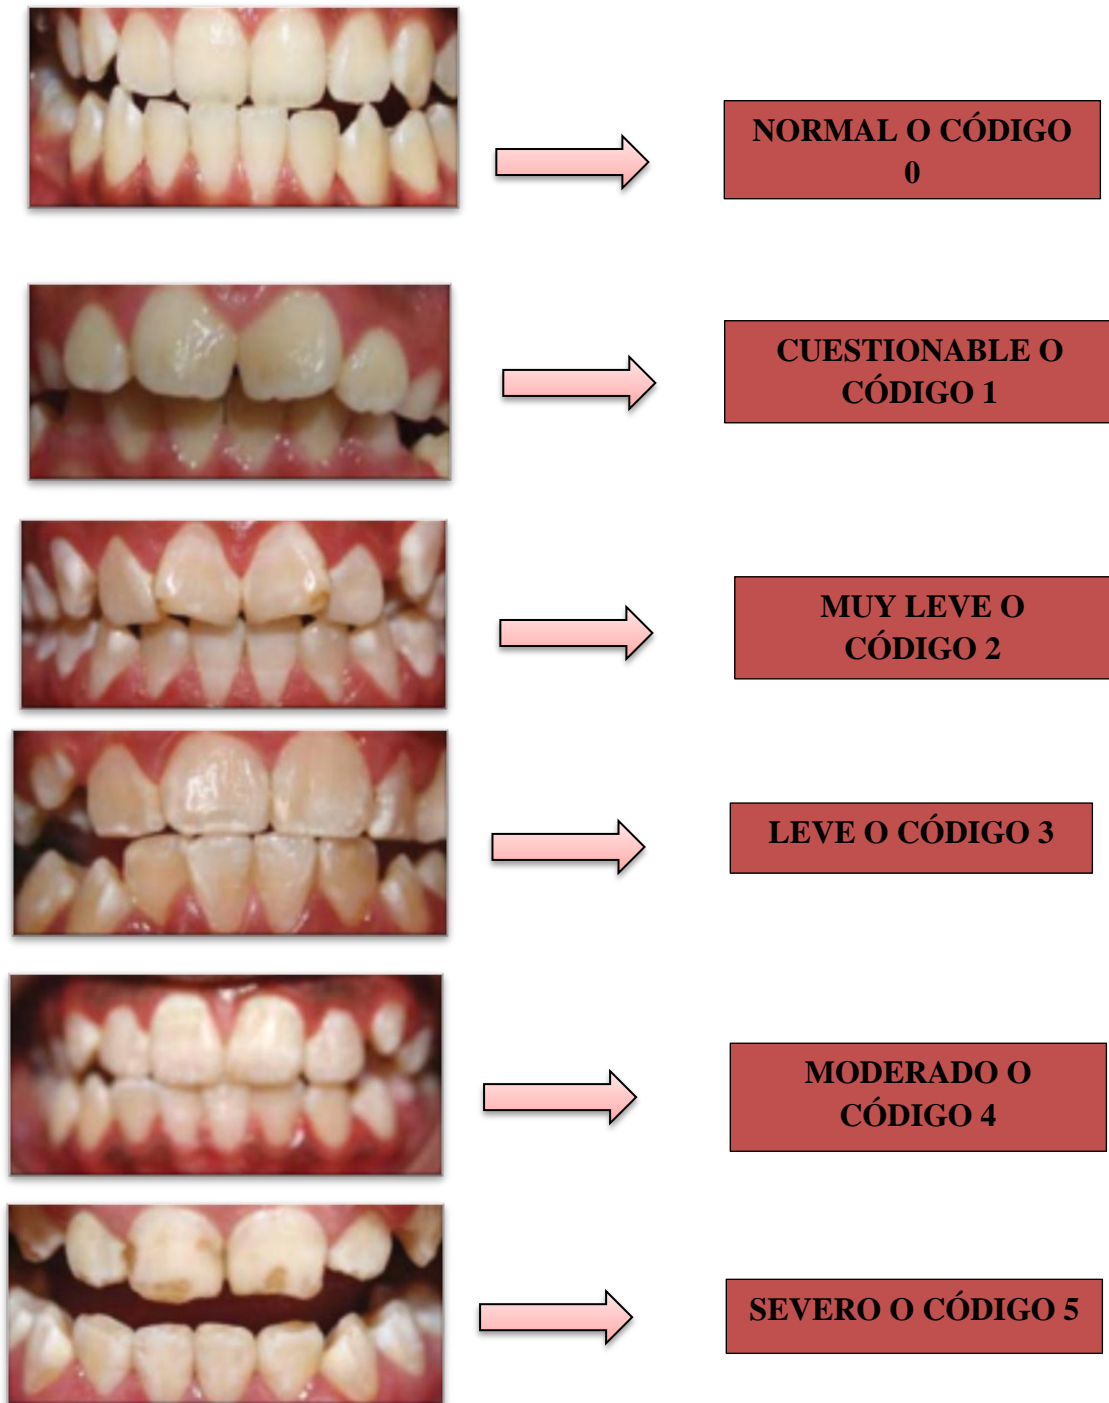 NORMAL O CÓDIGO
0
CUESTIONABLE O
CÓDIGO 1
MUY LEVE O
CÓDIGO 2
LEVE O CÓDIGO 3
MODERADO O
CÓDIGO 4
SEVERO O CÓDIGO 5